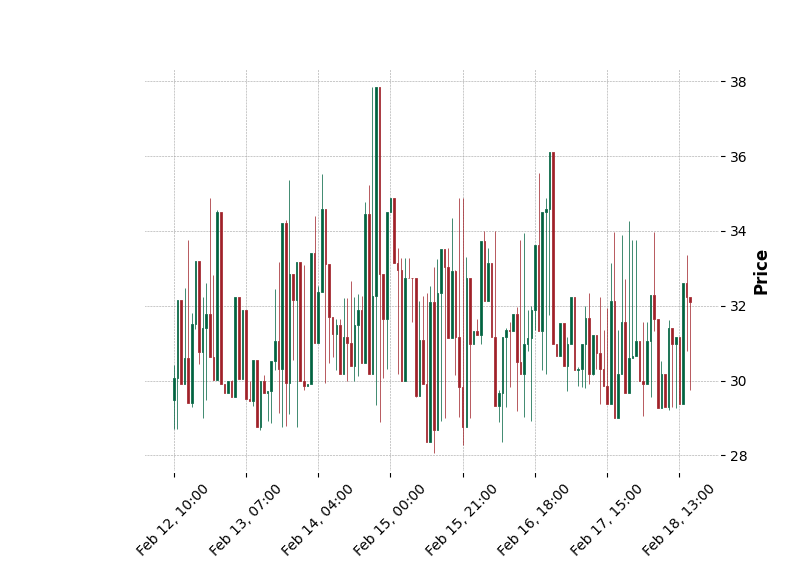 38
36
34
32
30
28
Price
Feb 12, 10:00
Feb 13, 07:00
Feb 14, 04:00
Feb 15, 00:00
Feb 15, 21:00
Feb 16, 18:00
Feb 17, 15:00
Feb 18, 13:00